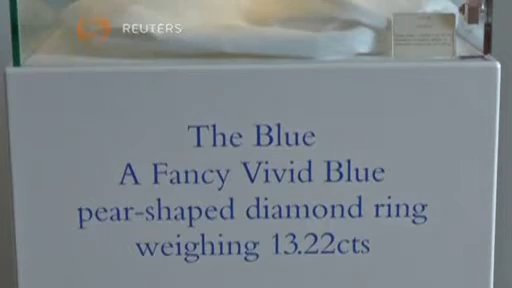 REUTERS
The Blue
A Fancy Vivid Blue
pear-shaped diamond ring
weighing 13.22cts